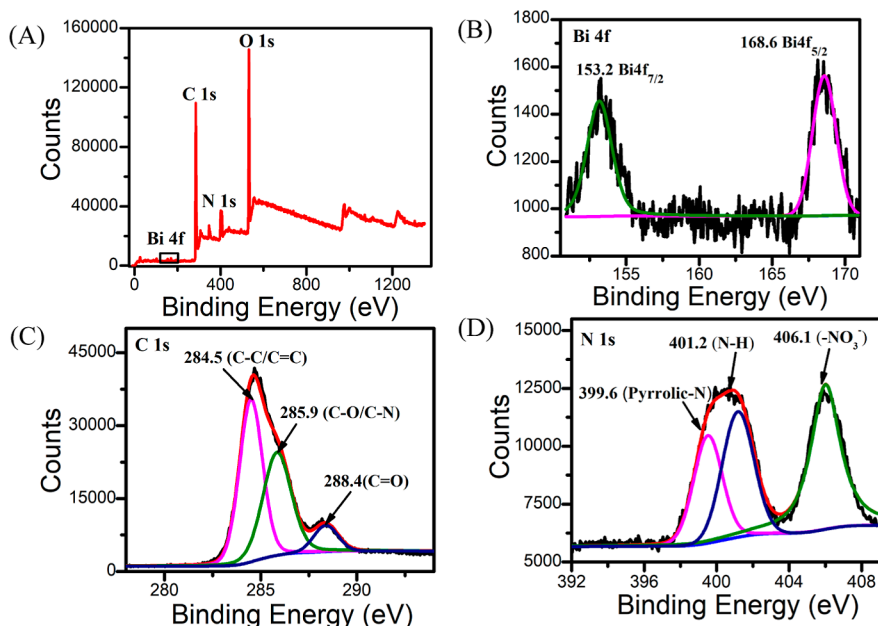 (A)
160000
120000
80000
40000
0
Counts
O 1s
C 1s
N 1s
Bi 4f
0 400 800 1200
Binding Energy (eV)
(B)
Bi 4f
1800
1600
1400
1200
1000
800
Counts
153.2 Bi4f7/2
168.6 Bi4f5/2
155 160 165 170
Binding Energy (eV)
(C)
C 1s
45000
30000
15000
0
Counts
284.5 (C-C/C=C)
285.9 (C-O/C-N)
288.4(C=O)
280 285 290
Binding Energy (eV)
(D)
N 1s
15000
12500
10000
7500
5000
Counts
399.6 (Pyrrolic-N)
401.2 (N-H)
406.1 (-NO3-)
392 396 400 404 408
Binding Energy (eV)